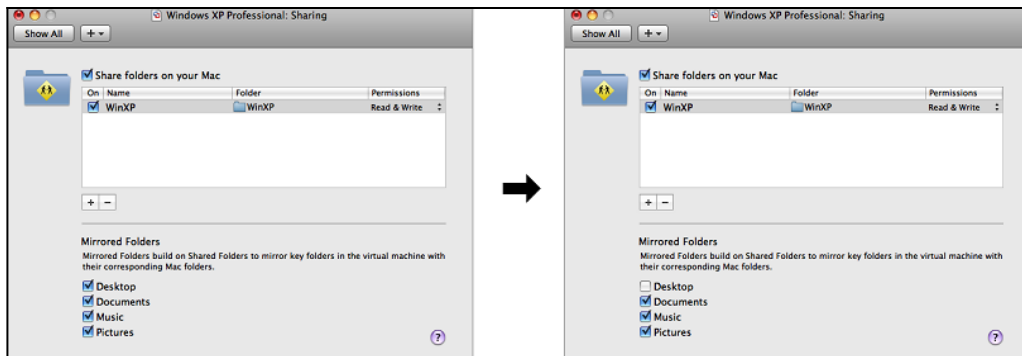 Windows XP Professional: Sharing
Show All
Share folders on your Mac
On Name Folder Permissions
WinXP WinXP Read & Write
Mirrored Folders
Mirrored Folders build on Shared Folders to mirror key folders in the virtual machine with
their corresponding Mac folders.
Desktop
Documents
Music
Pictures
?
Windows XP Professional: Sharing
Show All
Share folders on your Mac
On Name Folder Permissions
WinXP WinXP Read & Write
Mirrored Folders
Mirrored Folders build on Shared Folders to mirror key folders in the virtual machine with
their corresponding Mac folders.
Desktop
Documents
Music
Pictures
?